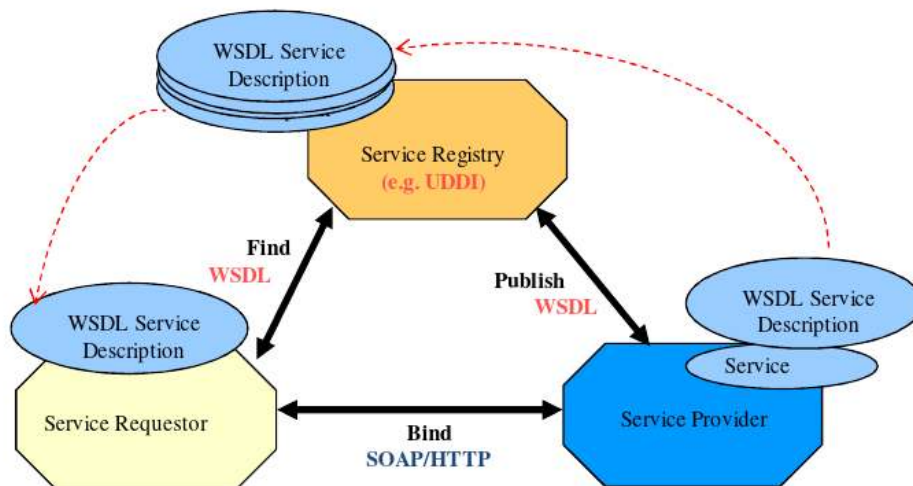 WSDL Service
Description
Service Registry
(e.g. UDDI)
Find
WSDL
Publish
WSDL
WSDL Service
Description
WSDL Service
Description
Service
Service Requestor
Service Provider
Bind
SOAP/HTTP